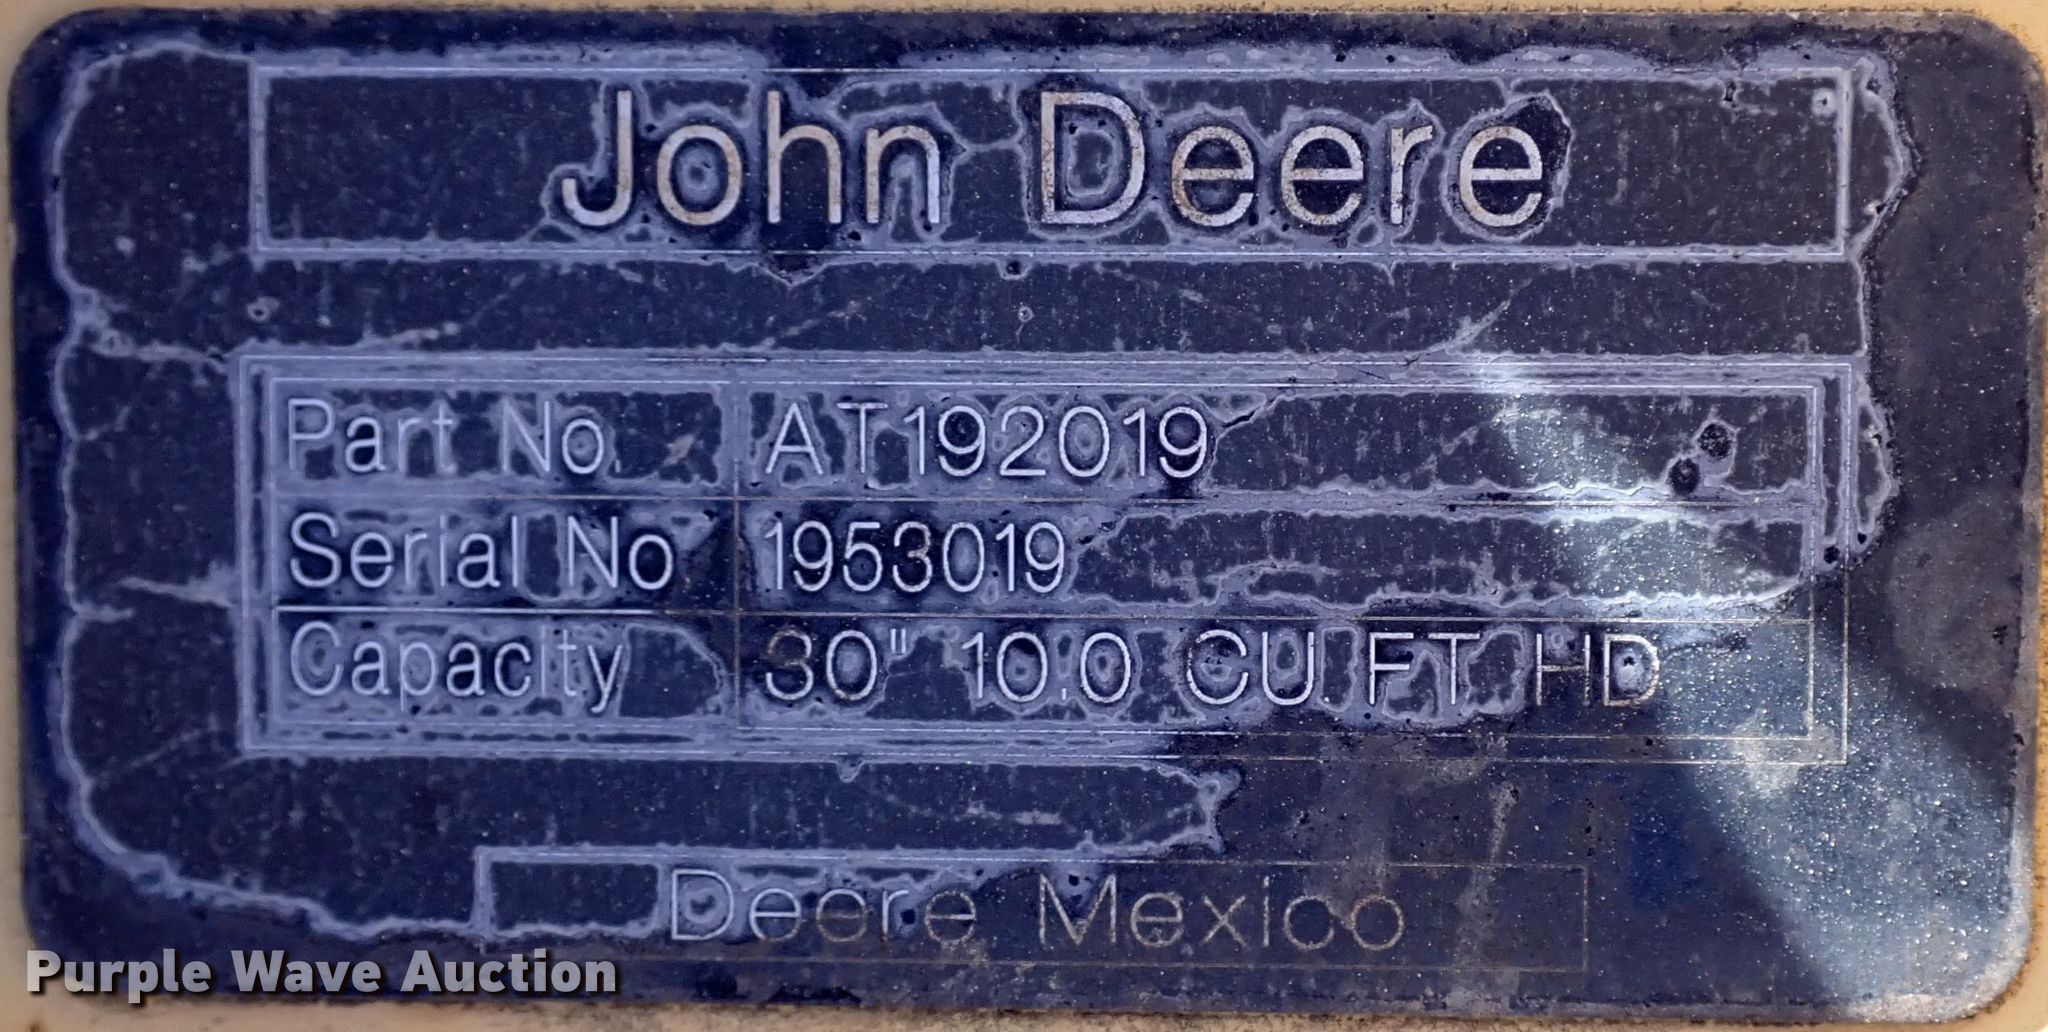 John Deere
Part No. AT192019
Serial No 1953019
Capacity 30" 10.0 CU.FT HD
Deere Mexico
Purple Wave Auction